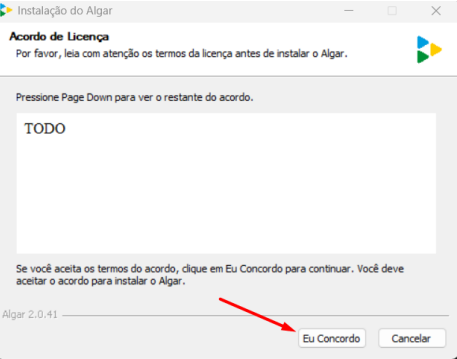 Instalação do Algar
Acordo de Licença
Por favor, leia com atenção os termos da licença antes de instalar o Algar.
Pressione Page Down para ver o restante do acordo.
TODO
Se você aceita os termos do acordo, clique em Eu Concordo para continuar. Você deve
aceitar o acordo para instalar o Algar.
Algar 2.0.41
Eu Concordo
Cancelar